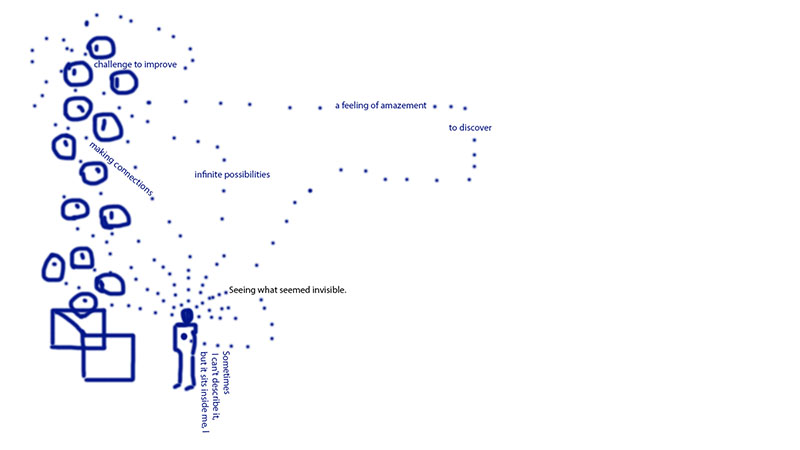 challenge to improve
a feeling of amazement
to discover
making connections
infinite possibilities
Seeing what seemed invisible.
Sometimes
I can't describe it,
but it sits inside me, I